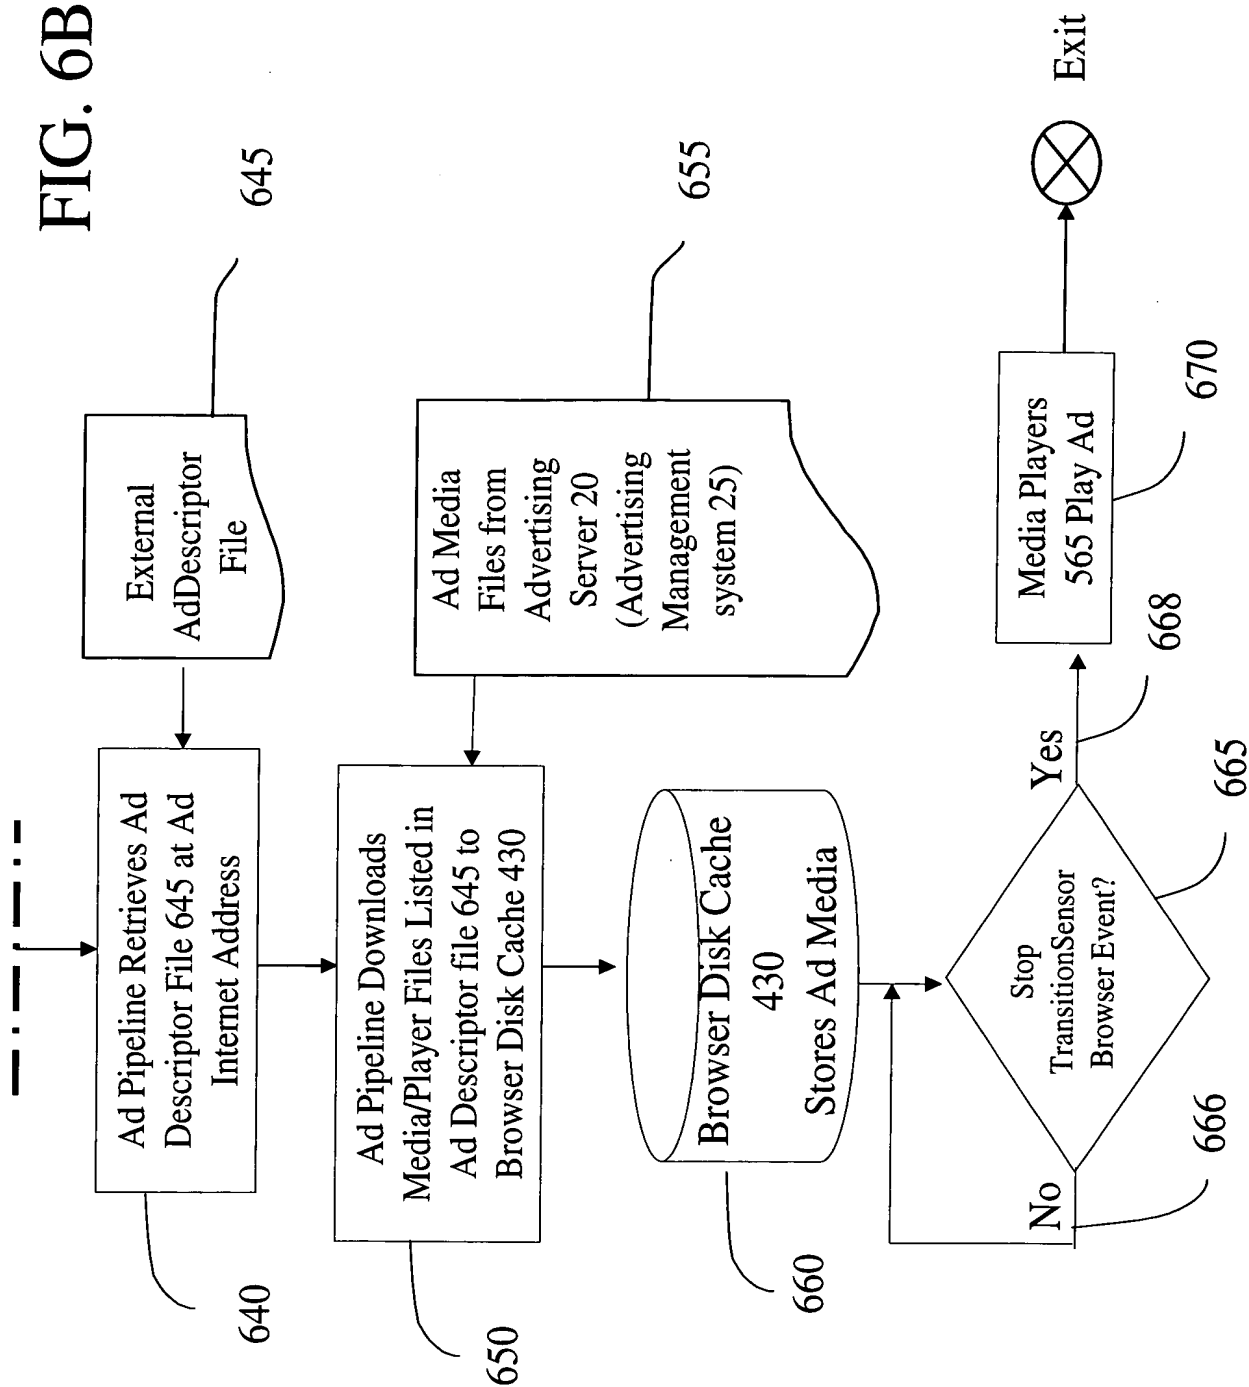 FIG. 6B
Ad Pipeline Retrieves Ad
Descriptor File 645 at Ad
Internet Address
640
External
AdDescriptor
File
645
Ad Pipeline Downloads
Media/Player Files Listed in
Ad Descriptor file 645 to
Browser Disk Cache 430
650
Ad Media
Files from
Advertising
Server 20
(Advertising
Management
system 25)
655
Browser Disk Cache
430
Stores Ad Media
660
Stop
TransitionSensor
Browser Event?
665
No
666
Yes
668
Media Players
565 Play Ad
670
Exit